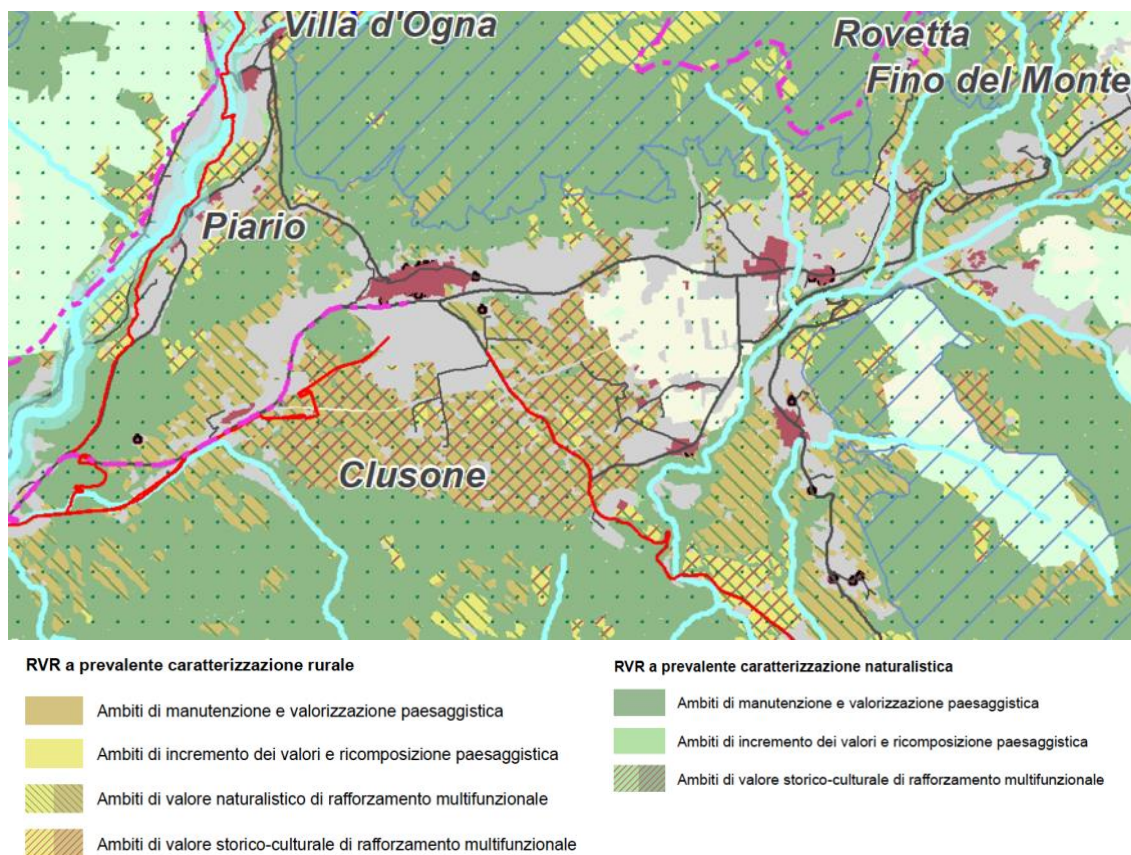 Villa d'Ogna
Rovetta
Fino del Monte
Piario
Clusone
RVR a prevalente caratterizzazione rurale
Ambiti di manutenzione e valorizzazione paesaggistica
Ambiti di incremento dei valori e ricomposizione paesaggistica
Ambiti di valore naturalistico di rafforzamento multifunzionale
Ambiti di valore storico-culturale di rafforzamento multifunzionale
RVR a prevalente caratterizzazione naturalistica
Ambiti di manutenzione e valorizzazione paesaggistica
Ambiti di incremento dei valori e ricomposizione paesaggistica
Ambiti di valore storico-culturale di rafforzamento multifunzionale